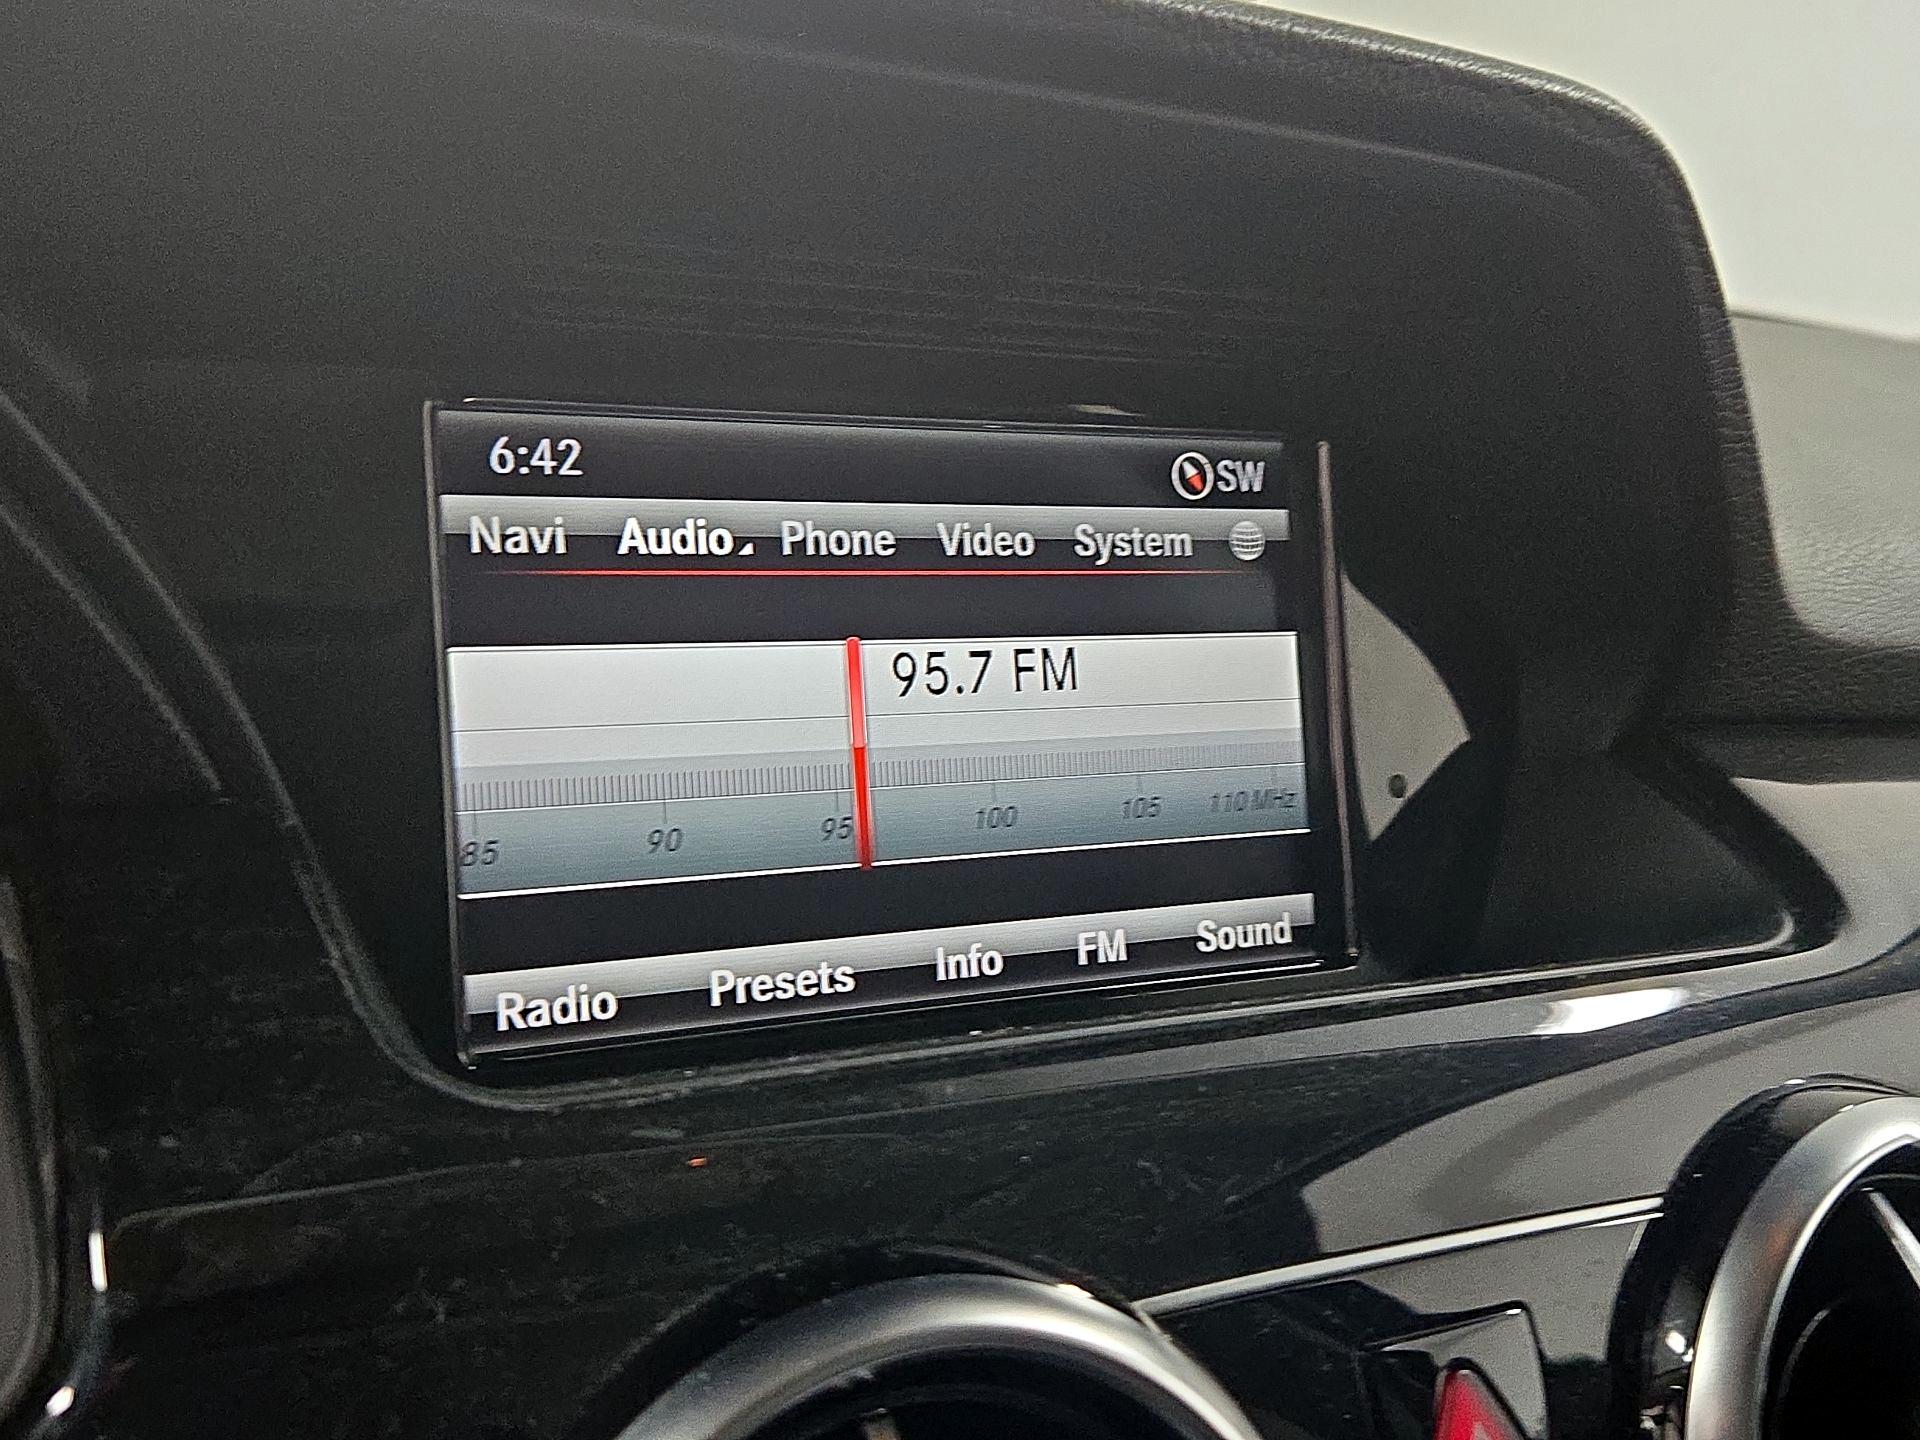 6:42 SW
Navi Audio Phone Video System
95.7 FM
85 90 95 100 105 110 MHz
Radio Presets Info FM Sound